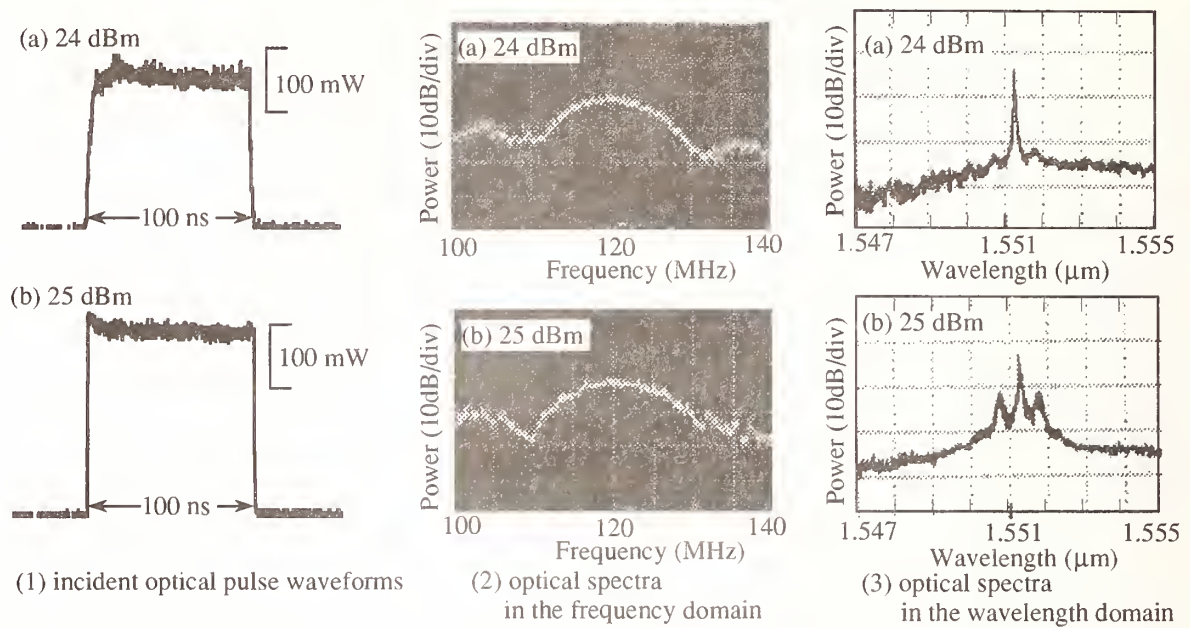 (a) 24 dBm
100 mW
100 ns
(b) 25 dBm
100 mW
100 ns
(1) incident optical pulse waveforms
(a) 24 dBm
Power (10dB/div)
100
120
140
Frequency (MHz)
(b) 25 dBm
Power (10dB/div)
100
120
140
Frequency (MHz)
(2) optical spectra
in the frequency domain
(a) 24 dBm
Power (10dB/div)
1.547
1.551
1.555
Wavelength (μm)
(b) 25 dBm
Power (10dB/div)
1.547
1.551
1.555
Wavelength (μm)
(3) optical spectra
in the wavelength domain